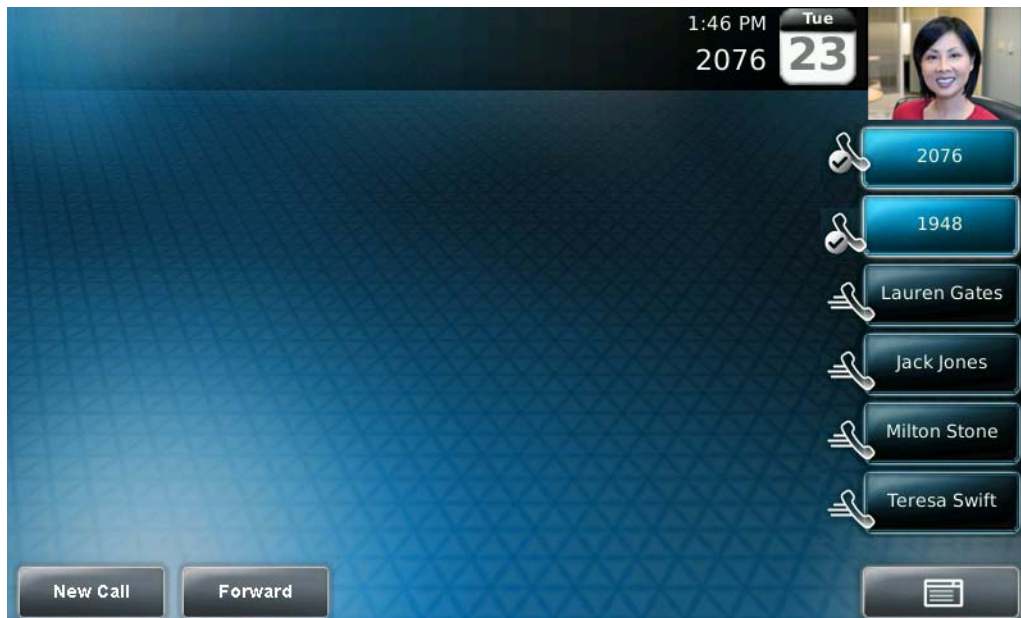 1:46 PM
Tue
2076
23
2076
1948
Lauren Gates
Jack Jones
Milton Stone
Teresa Swift
New Call
Forward